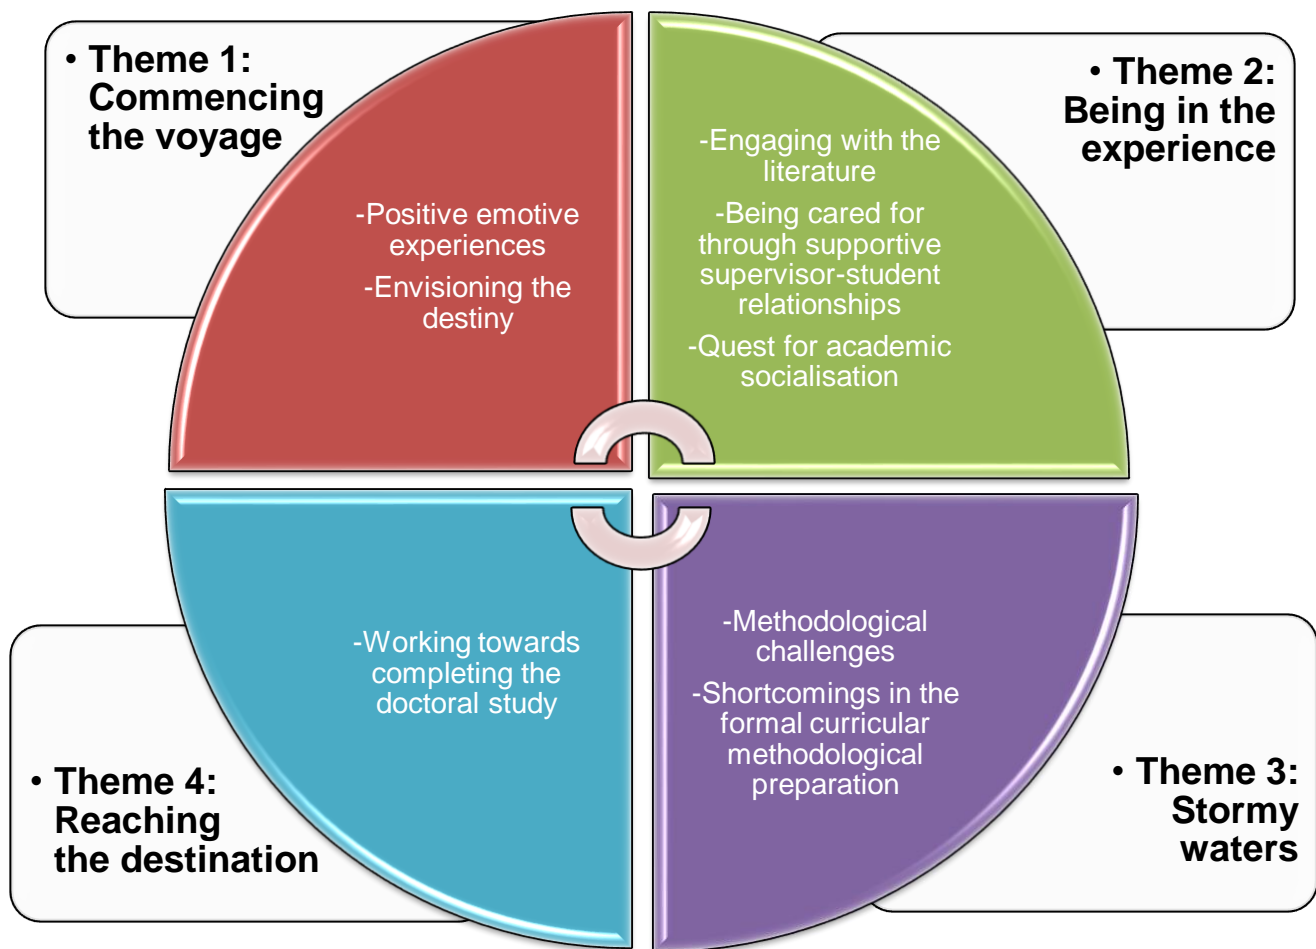 • Theme 1:
Commencing
the voyage
-Positive emotive
experiences
-Envisioning the
destiny
• Theme 2:
Being in the
experience
-Engaging with the
literature
-Being cared for
through supportive
supervisor-student
relationships
-Quest for academic
socialisation
• Theme 3:
Stormy
waters
-Methodological
challenges
-Shortcomings in the
formal curricular
methodological
preparation
• Theme 4:
Reaching
the destination
-Working towards
completing the
doctoral study